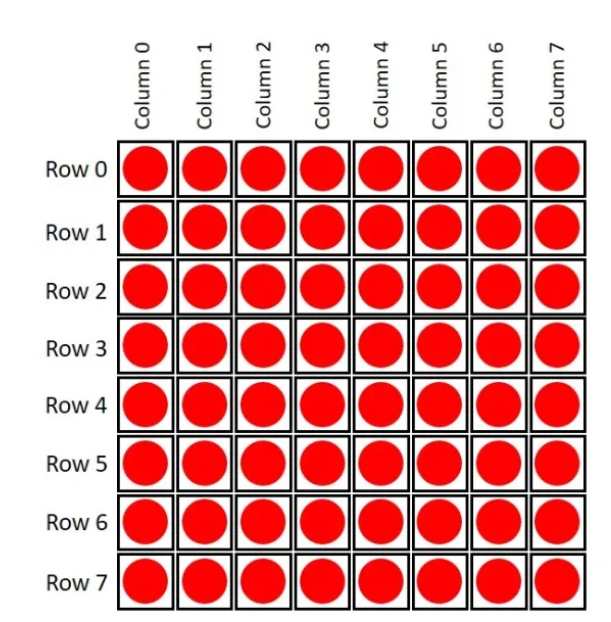 Column 0
Column 1
Column 2
Column 3
Column 4
Column 5
Column 6
Column 7
Row 0
Row 1
Row 2
Row 3
Row 4
Row 5
Row 6
Row 7